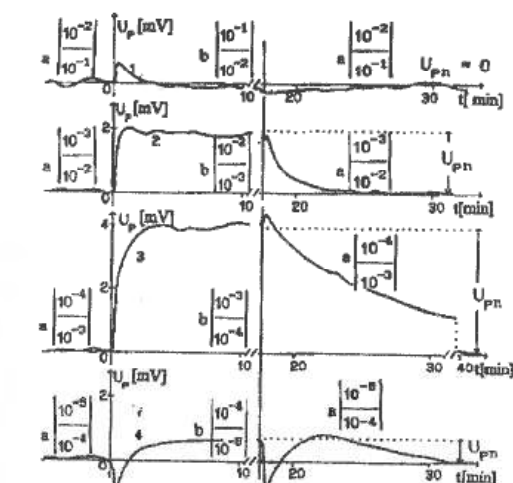 U_p [mV]
a |10^-2 / 10^-1| b |10^-1 / 10^-2| a |10^-2 / 10^-1| U_pn ≈ 0
1
0 10 20 30 t[min]
U_p [mV]
2
a |10^-3 / 10^-2| 2 b |10^-2 / 10^-3| a |10^-3 / 10^-2| U_pn
0 10 20 30 t[min]
4 U_p [mV]
3 a |10^-4 / 10^-3|
2 U_pn
a |10^-4 / 10^-3| b |10^-3 / 10^-4|
0 10 20 30 40 t[min]
U_p [mV]
2
a |10^-5 / 10^-4| 4 b |10^-4 / 10^-5| a |10^-5 / 10^-4|
U_pn
0 10 20 30 t[min]